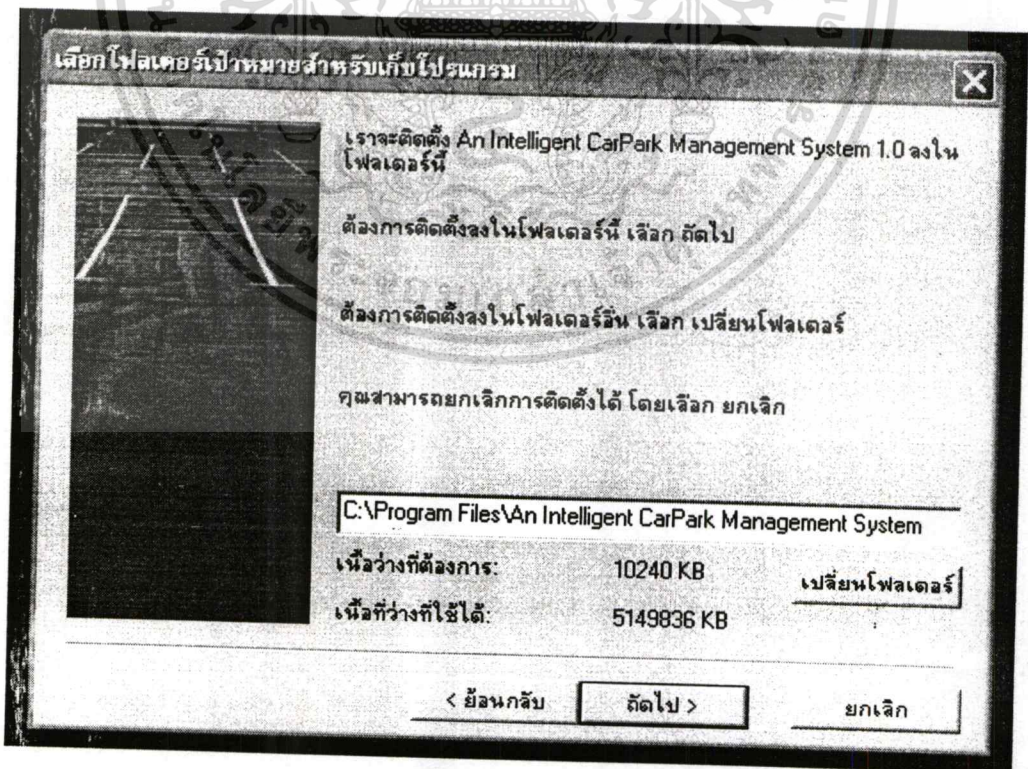 เลือกโฟลเดอร์เป้าหมายสำหรับเก็บโปรแกรม
เราจะติดตั้ง An Intelligent CarPark Management System 1.0 ลงใน
โฟลเดอร์นี้
ต้องการติดตั้งลงในโฟลเดอร์นี้ เลือก ถัดไป
ต้องการติดตั้งลงในโฟลเดอร์อื่น เลือก เปลี่ยนโฟลเดอร์
คุณสามารถยกเลิกการติดตั้งได้ โดยเลือก ยกเลิก
C:\Program Files\An Intelligent CarPark Management System
เนื้อว่างที่ต้องการ: 10240 KB
เปลี่ยนโฟลเดอร์
เนื้อที่ว่างที่ใช้ได้: 5149836 KB
< ย้อนกลับ ถัดไป > ยกเลิก